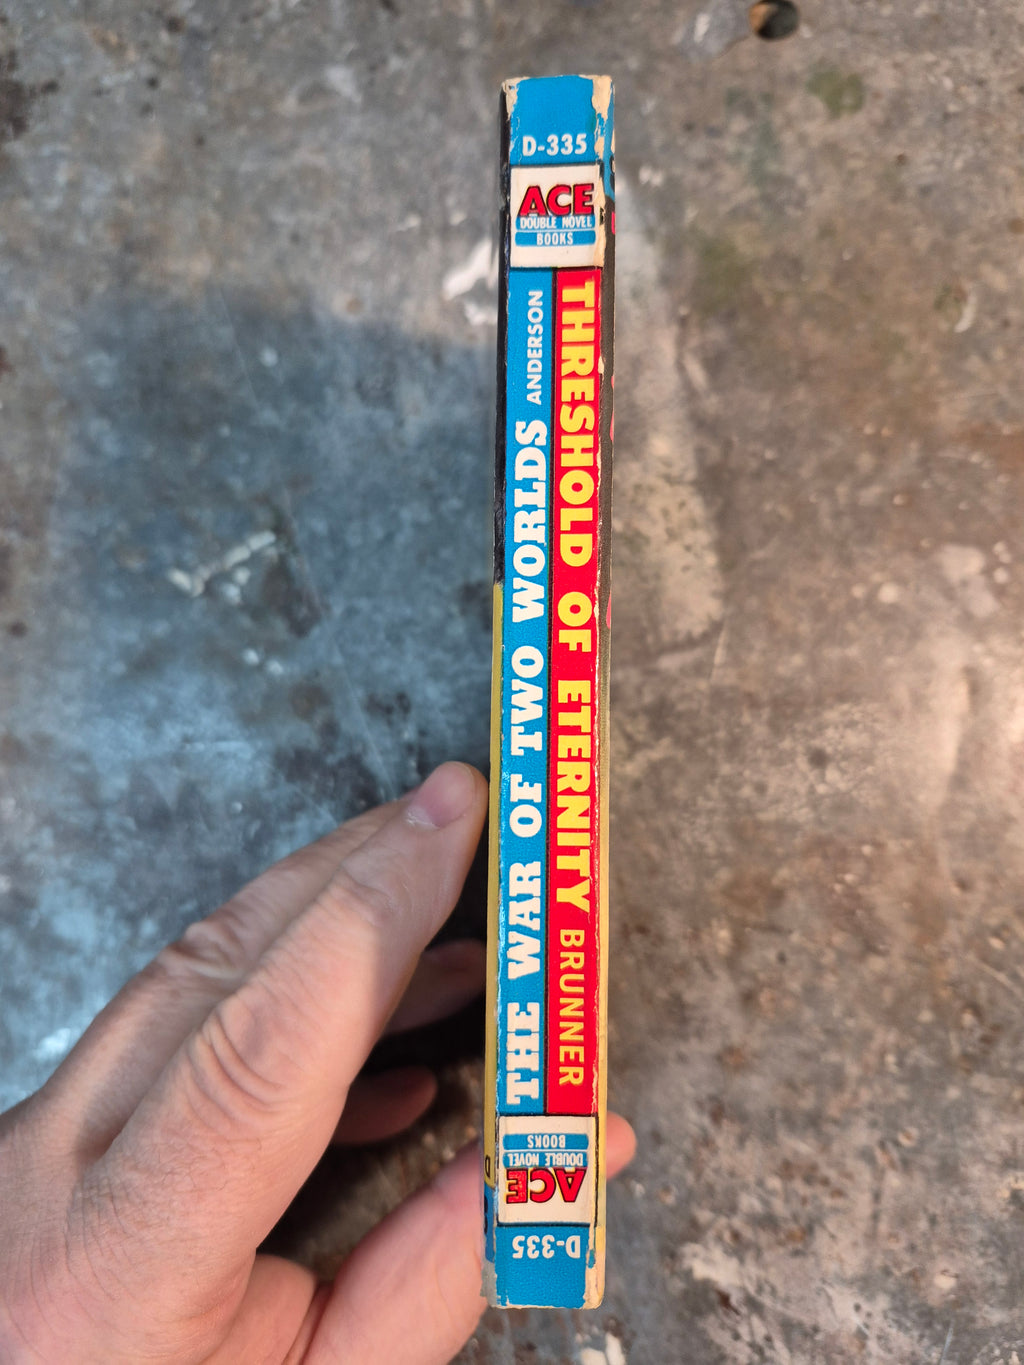 D-335
ACE
DOUBLE NOVEL
BOOKS
THE WAR OF TWO WORLDS ANDERSON
THRESHOLD OF ETERNITY BRUNNER
ACE
DOUBLE NOVEL
BOOKS
D-335